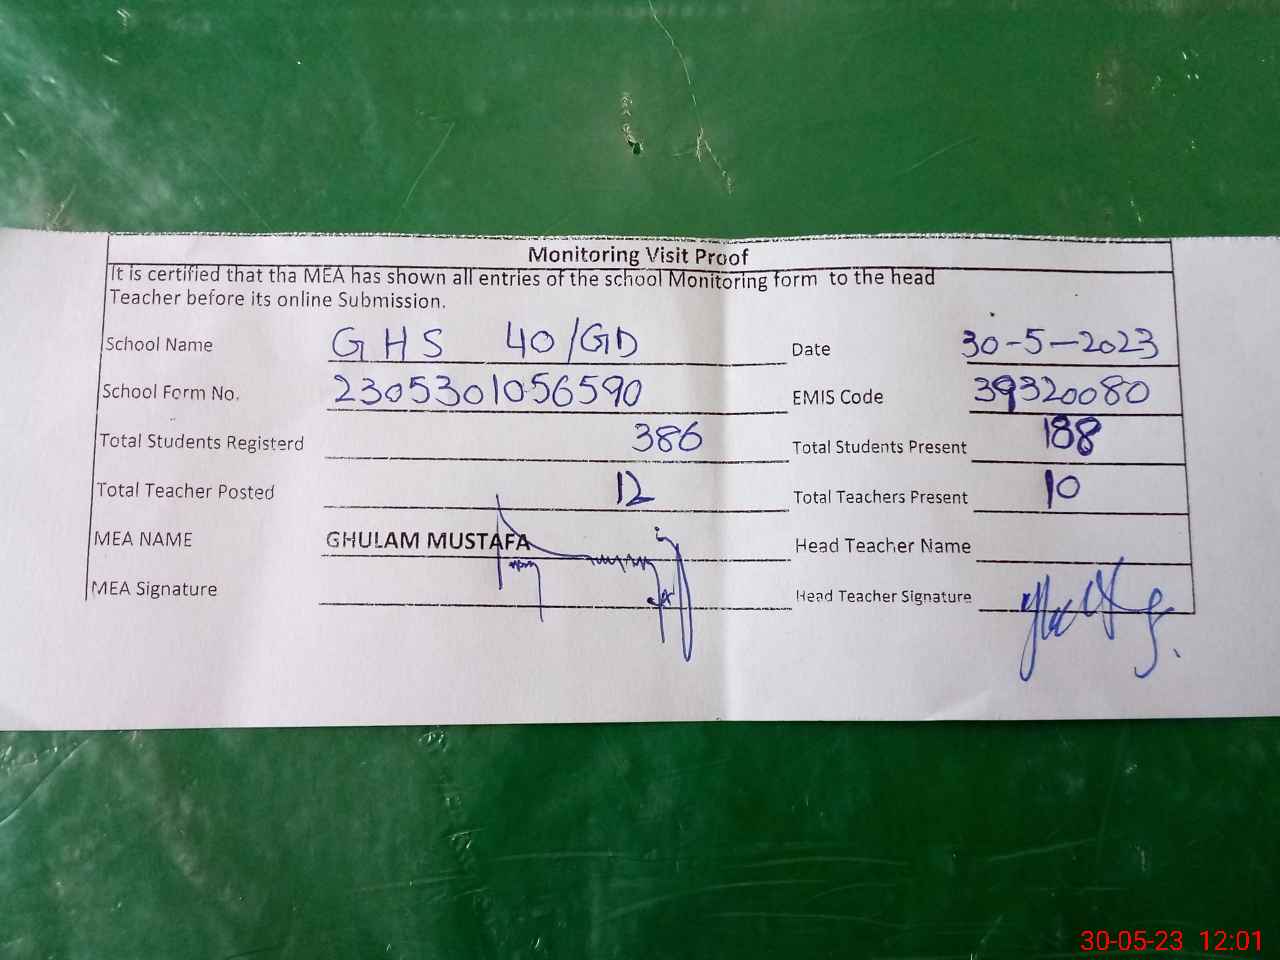 Monitoring Visit Proof
It is certified that tha MEA has shown all entries of the school Monitoring form to the head
Teacher before its online Submission.
School Name GHS 40/GD Date 30-5-2023
School Form No. 2305301056590 EMIS Code 39320080
Total Students Registerd 386 Total Students Present 188
Total Teacher Posted 12 Total Teachers Present 10
MEA NAME GHULAM MUSTAFA Head Teacher Name
MEA Signature Head Teacher Signature
30-05-23 12:01